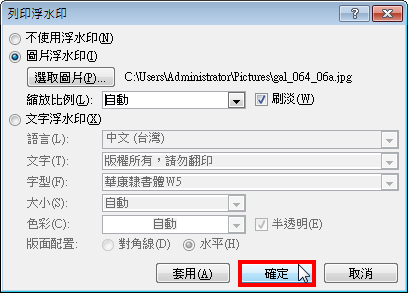 列印浮水印
不使用浮水印(N)
圖片浮水印(I)
選取圖片(P)... C:\Users\Administrator\Pictures\gal_064_06a.jpg
縮放比例(L): 自動 刷淡(W)
文字浮水印(X)
語言(L): 中文 (台灣)
文字(T): 版權所有，請勿翻印
字型(F): 華康隸書體W5
大小(S): 自動
色彩(C): 自動 半透明(E)
版面配置: 對角線(D) 水平(H)
套用(A) 確定 取消